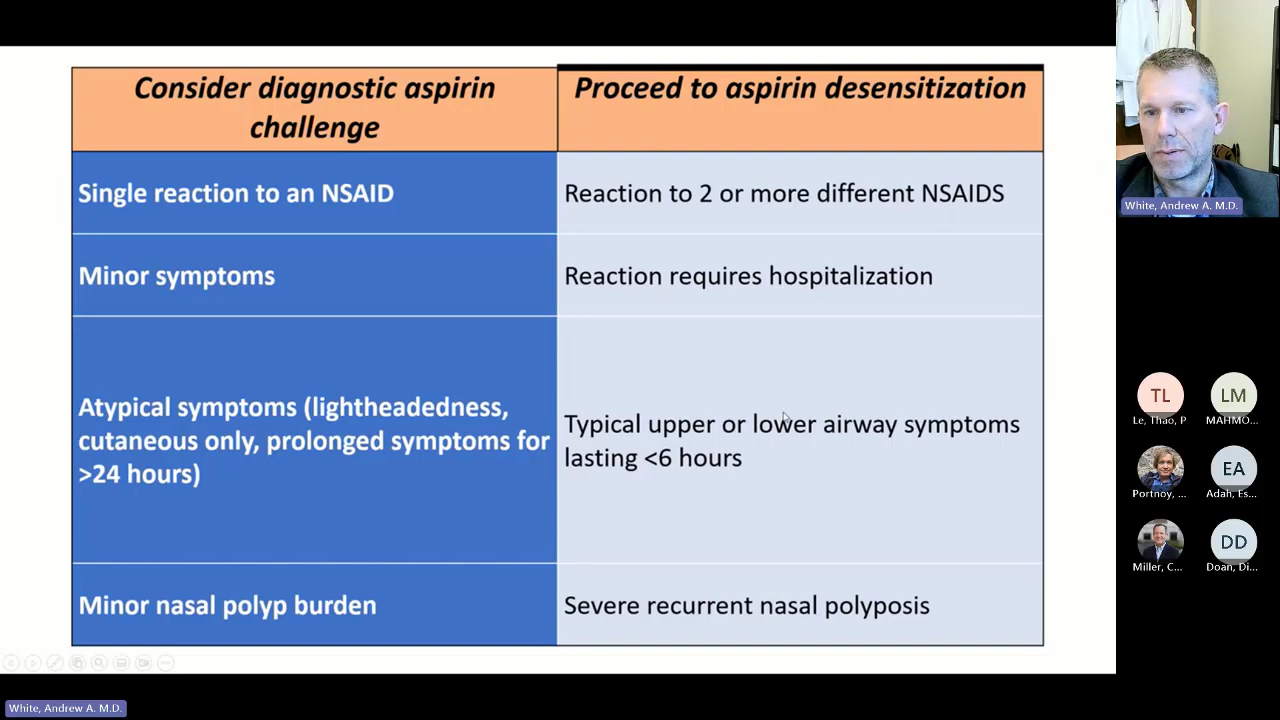 Consider diagnostic aspirin
challenge
Proceed to aspirin desensitization
Single reaction to an NSAID
Reaction to 2 or more different NSAIDS
Minor symptoms
Reaction requires hospitalization
Atypical symptoms (lightheadedness,
cutaneous only, prolonged symptoms for
>24 hours)
Typical upper or lower airway symptoms
lasting <6 hours
Minor nasal polyp burden
Severe recurrent nasal polyposis
White, Andrew A. M.D.
TL
Le, Thao, P
LM
MAHMO...
Portnoy, ...
EA
Adah, Es...
Miller, C...
DD
Doan, Di...
White, Andrew A. M.D.